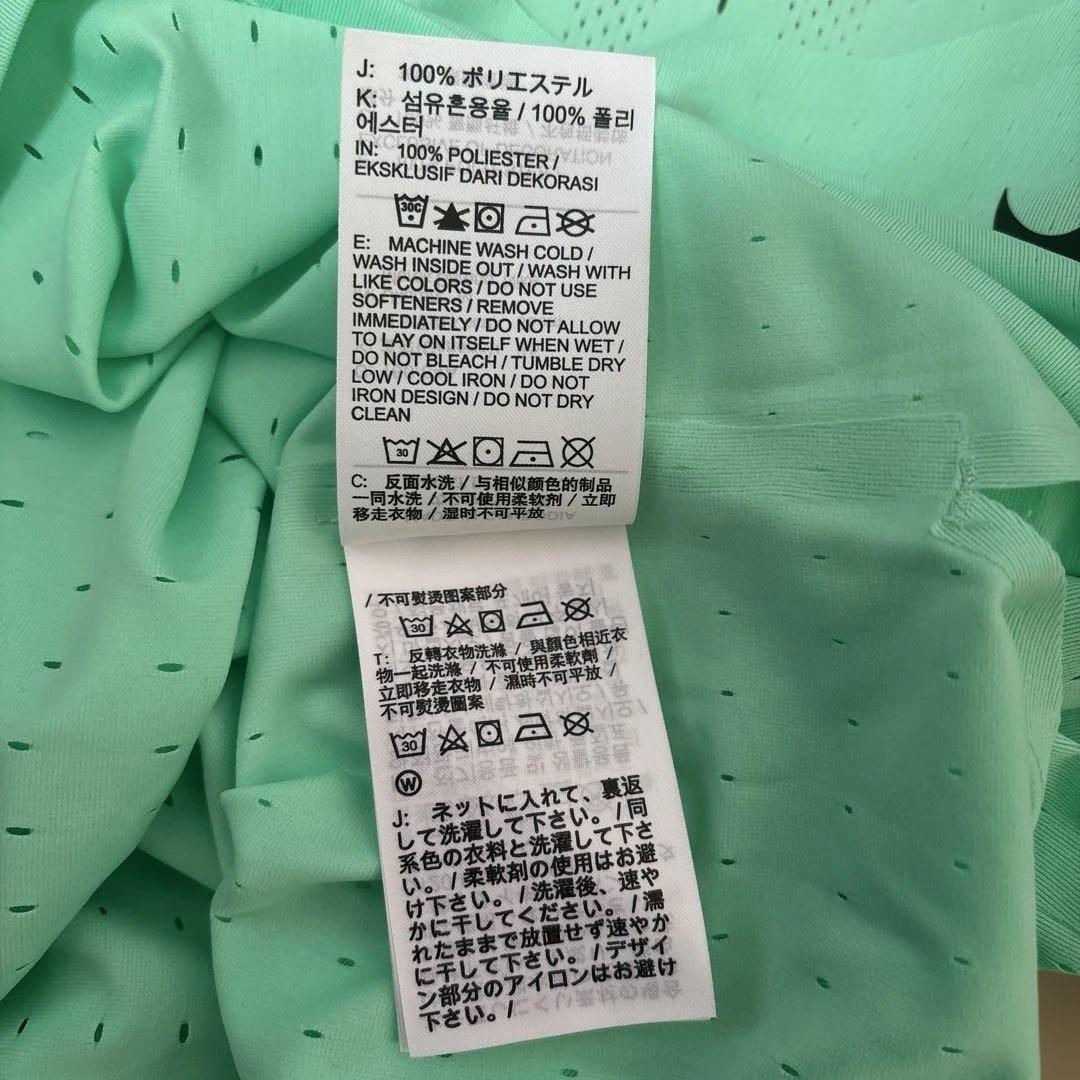 J: 100% ポリエステル
K: 섬유혼용율 / 100% 폴리
에스터
IN: 100% POLIESTER /
EKSKLUSIF DARI DEKORASI
30C
E: MACHINE WASH COLD /
WASH INSIDE OUT / WASH WITH
LIKE COLORS / DO NOT USE
SOFTENERS / REMOVE
IMMEDIATELY / DO NOT ALLOW
TO LAY ON ITSELF WHEN WET /
DO NOT BLEACH / TUMBLE DRY
LOW / COOL IRON / DO NOT
IRON DESIGN / DO NOT DRY
CLEAN
30
C: 反面水洗 / 与相似颜色的制品
一同水洗 / 不可使用柔软剂 / 立即
移走衣物 / 湿时不可平放
/ 不可熨烫图案部分
30
T: 反轉衣物洗滌 / 與顏色相近衣
物一起洗滌 / 不可使用柔軟劑 /
立即移走衣物 / 濕時不可平放 /
不可熨燙圖案
30
W
J: ネットに入れて、裏返
して洗濯して下さい。/同
系色の衣料と洗濯して下さ
い。/柔軟剤の使用はお避
け下さい。/洗濯後、速や
かに干してください。/濡
れたままで放置せず速やか
に干して下さい。/デザイ
ン部分のアイロンはお避け
下さい。/